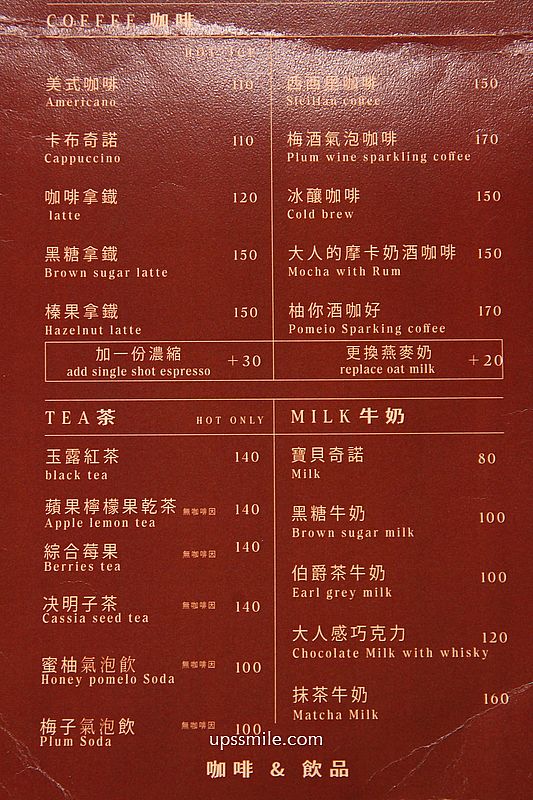 COFFEE 咖啡
HOT ICE
美式咖啡 110
Americano
卡布奇諾 110
Cappuccino
咖啡拿鐵 120
latte
黑糖拿鐵 150
Brown sugar latte
榛果拿鐵 150
Hazelnut latte
西西里咖啡 150
Sicilian coffee
梅酒氣泡咖啡 170
Plum wine sparkling coffee
冰釀咖啡 150
Cold brew
大人的摩卡奶酒咖啡 150
Mocha with Rum
柚你酒咖好 170
Pomeio Sparking coffee
加一份濃縮 +30
add single shot espresso
更換燕麥奶 +20
replace oat milk
TEA茶 HOT ONLY
玉露紅茶 140
black tea
蘋果檸檬果乾茶 無咖啡因 140
Apple lemon tea
綜合莓果 無咖啡因 140
Berries tea
決明子茶 無咖啡因 140
Cassia seed tea
蜜柚氣泡飲 無咖啡因 100
Honey pomelo Soda
梅子氣泡飲 無咖啡因 100
Plum Soda
MILK牛奶
寶貝奇諾 80
Milk
黑糖牛奶 100
Brown sugar milk
伯爵茶牛奶 100
Earl grey milk
大人感巧克力 120
Chocolate Milk with whisky
抹茶牛奶 160
Matcha Milk
upssmile.com
咖啡 & 飲品